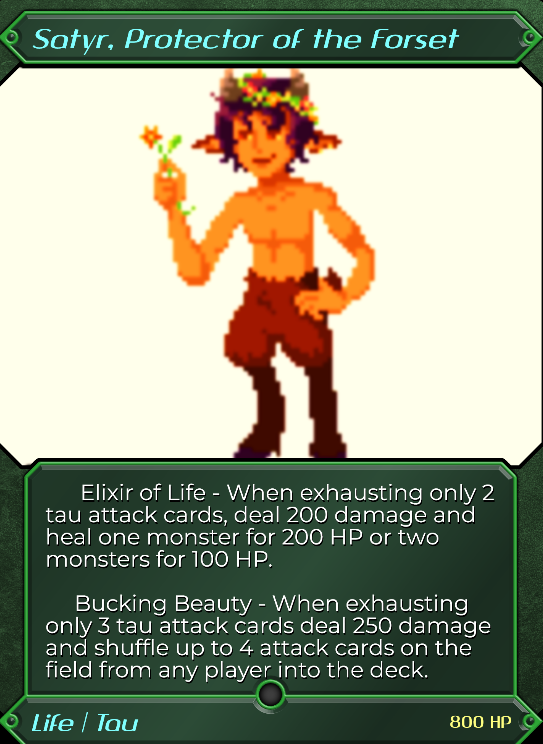 Satyr, Protector of the Forset
Elixir of Life - When exhausting only 2
tau attack cards, deal 200 damage and
heal one monster for 200 HP or two
monsters for 100 HP.
Bucking Beauty - When exhausting
only 3 tau attack cards deal 250 damage
and shuffle up to 4 attack cards on the
field from any player into the deck.
Life | Tau
800 HP